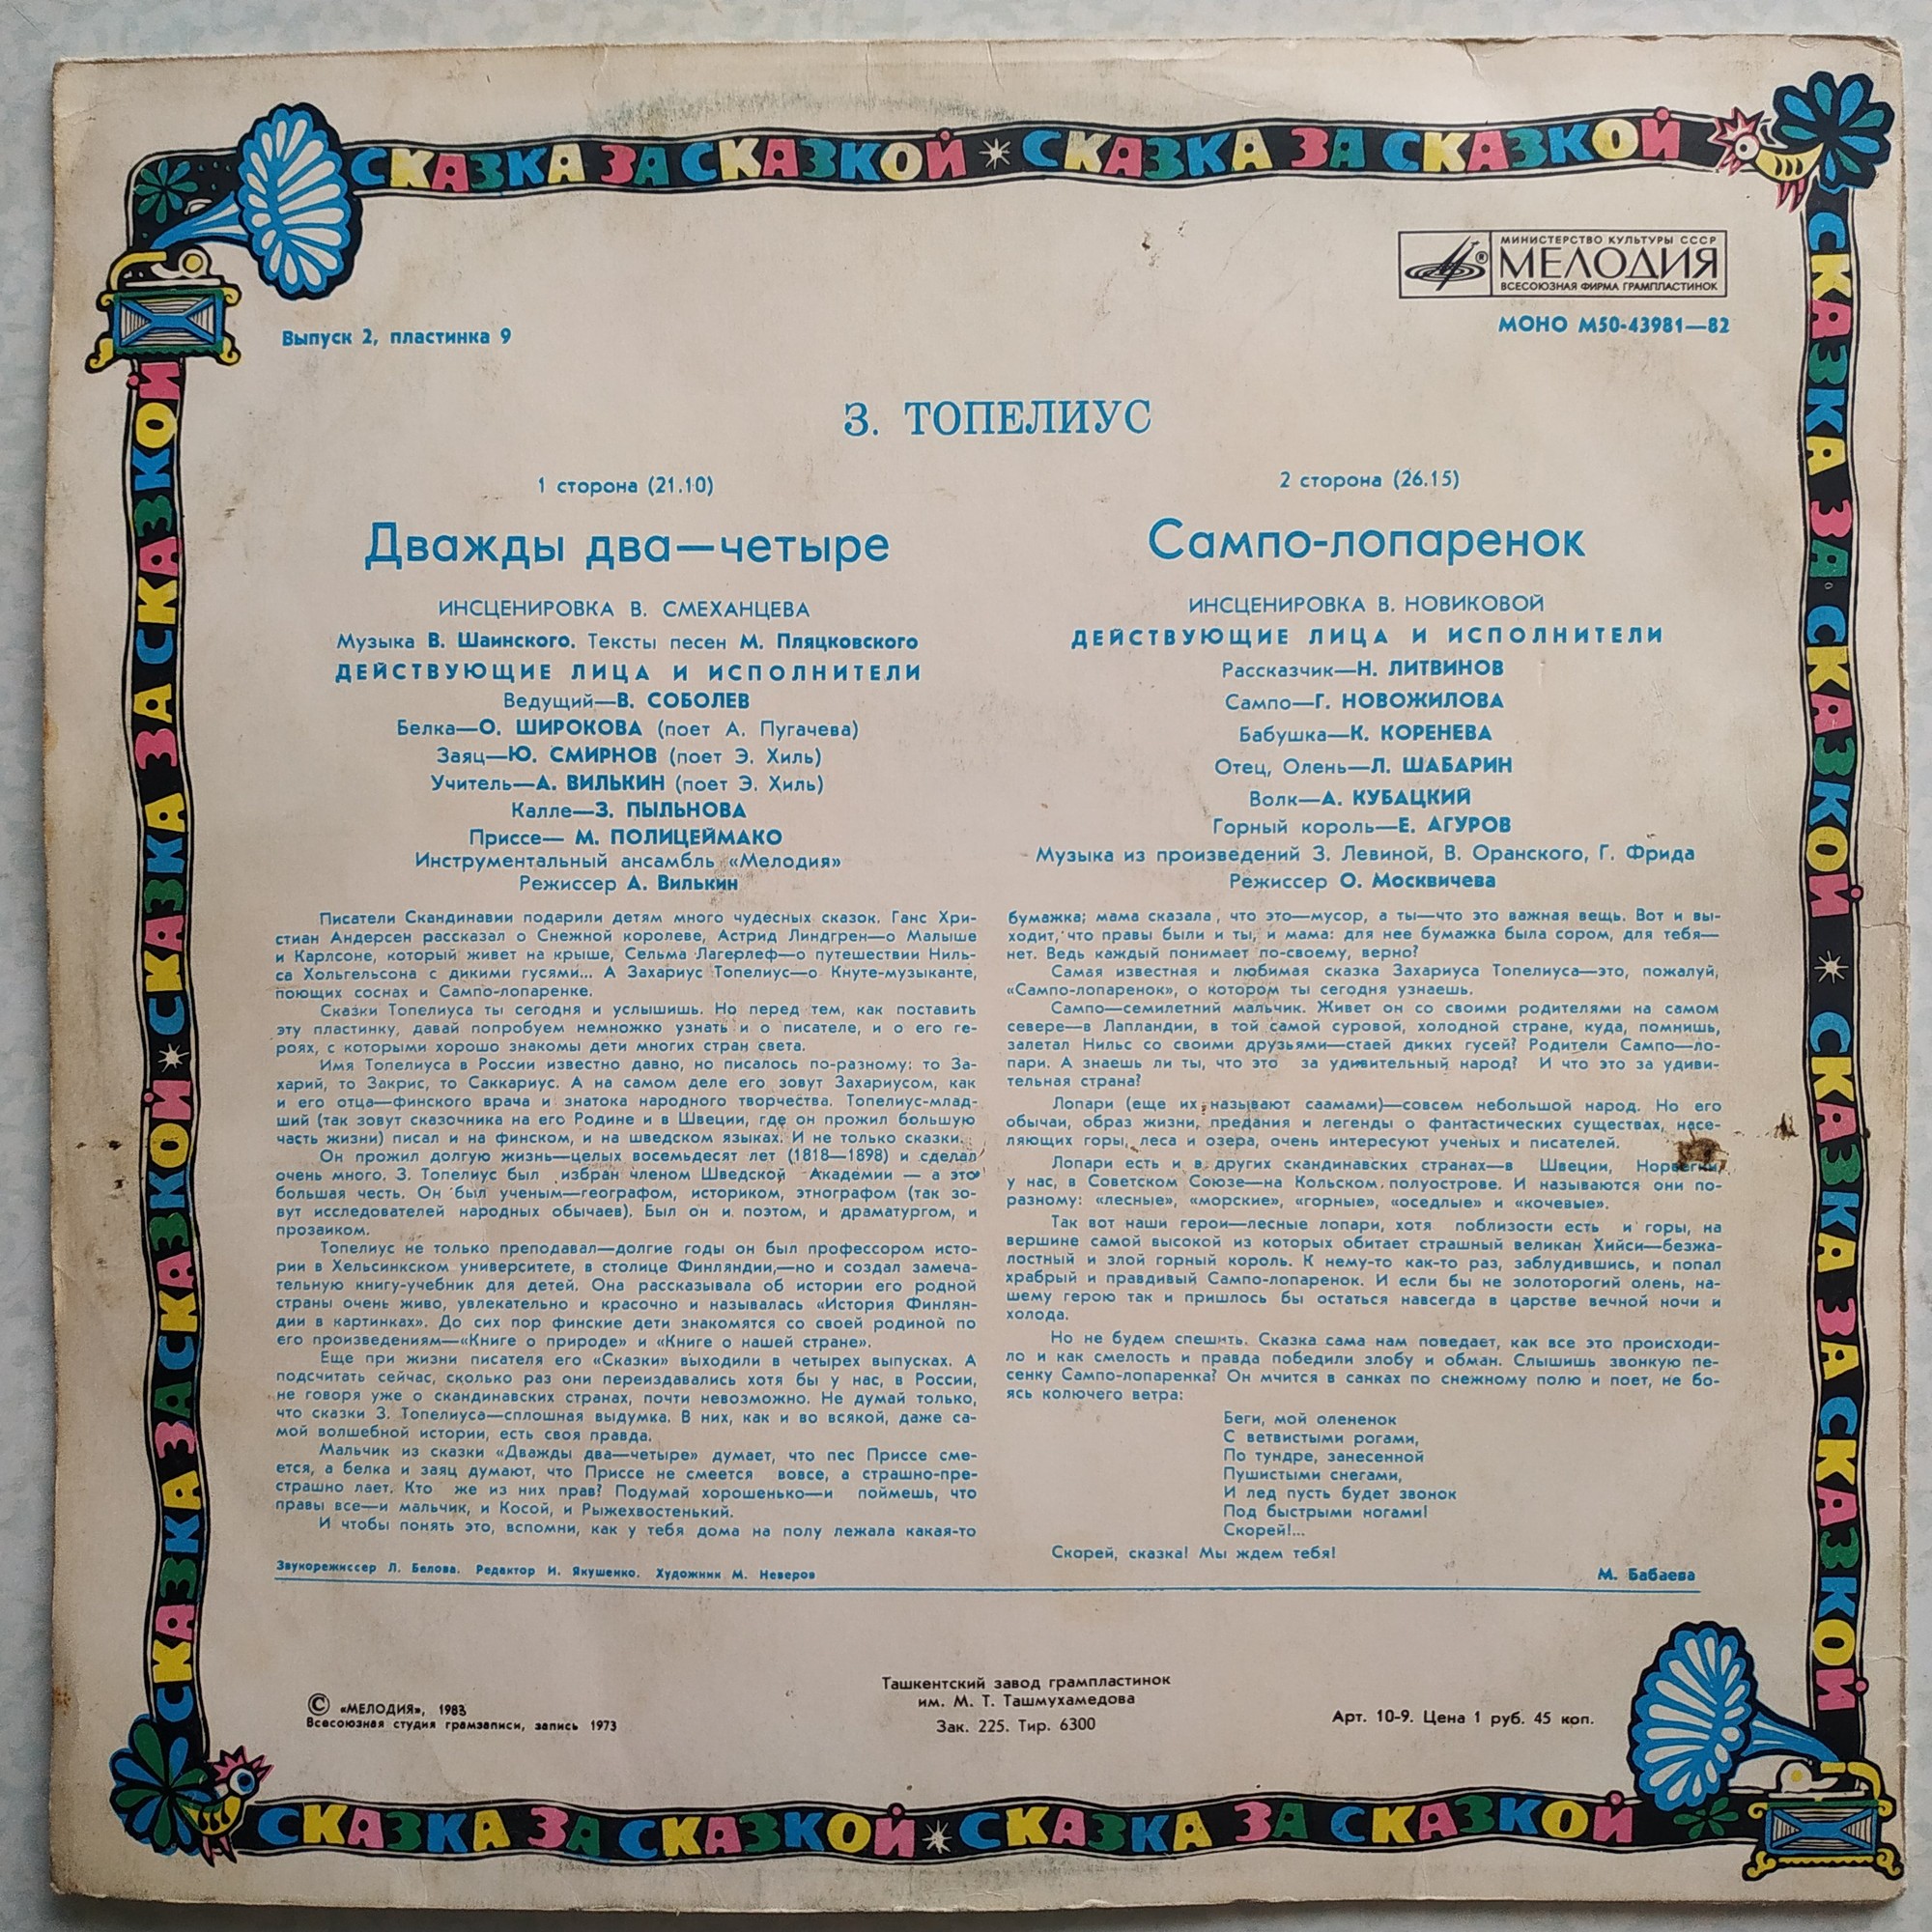 СКАЗКА ЗА СКАЗКОЙ * СКАЗКА ЗА СКАЗКОЙ
СКАЗКА ЗА СКАЗКОЙ * СКАЗКА ЗА СКАЗКОЙ
СКАЗКА ЗА СКАЗКОЙ * СКАЗКА ЗА СКАЗКОЙ
МИНИСТЕРСТВО КУЛЬТУРЫ СССР
МЕЛОДИЯ
ВСЕСОЮЗНАЯ ФИРМА ГРАМПЛАСТИНОК
Выпуск 2, пластинка 9
МОНО М50-43981—82
З. ТОПЕЛИУС
1 сторона (21.10)
Дважды два—четыре
ИНСЦЕНИРОВКА В. СМЕХАНЦЕВА
Музыка В. Шаинского. Тексты песен М. Пляцковского
ДЕЙСТВУЮЩИЕ ЛИЦА И ИСПОЛНИТЕЛИ
Ведущий—В. СОБОЛЕВ
Белка—О. ШИРОКОВА (поет А. Пугачева)
Заяц—Ю. СМИРНОВ (поет Э. Хиль)
Учитель—А. ВИЛЬКИН (поет Э. Хиль)
Калле—З. ПЫЛЬНОВА
Приссе— М. ПОЛИЦЕЙМАКО
Инструментальный ансамбль «Мелодия»
Режиссер А. Вилькин
2 сторона (26.15)
Сампо-лопаренок
ИНСЦЕНИРОВКА В. НОВИКОВОЙ
ДЕЙСТВУЮЩИЕ ЛИЦА И ИСПОЛНИТЕЛИ
Рассказчик—Н. ЛИТВИНОВ
Сампо—Г. НОВОЖИЛОВА
Бабушка—К. КОРЕНЕВА
Отец, Олень—Л. ШАБАРИН
Волк—А. КУБАЦКИЙ
Горный король—Е. АГУРОВ
Музыка из произведений З. Левиной, В. Оранского, Г. Фрида
Режиссер О. Москвичева
Писатели Скандинавии подарили детям много чудесных сказок. Ганс Хри-
стиан Андерсен рассказал о Снежной королеве, Астрид Линдгрен—о Малыше
и Карлсоне, который живет на крыше, Сельма Лагерлеф—о путешествии Ниль-
са Хольгельсона с дикими гусями... А Захариус Топелиус—о Кнуте-музыканте,
поющих соснах и Сампо-лопаренке.
Сказки Топелиуса ты сегодня и услышишь. Но перед тем, как поставить
эту пластинку, давай попробуем немножко узнать и о писателе, и о его ге-
роях, с которыми хорошо знакомы дети многих стран света.
Имя Топелиуса в России известно давно, но писалось по-разному: то За-
харий, то Закрис, то Саккариус. А на самом деле его зовут Захариусом, как
и его отца—финского врача и знатока народного творчества. Топелиус-млад-
ший (так зовут сказочника на его Родине и в Швеции, где он прожил большую
часть жизни) писал и на финском, и на шведском языках. И не только сказки.
Он прожил долгую жизнь—целых восемьдесят лет (1818—1898) и сделал
очень много. З. Топелиус был избран членом Шведской Академии — а это
большая честь. Он был ученым—географом, историком, этнографом (так зо-
вут исследователей народных обычаев). Был он и поэтом, и драматургом, и
прозаиком.
Топелиус не только преподавал—долгие годы он был профессором исто-
рии в Хельсинкском университете, в столице Финляндии,—но и создал замеча-
тельную книгу-учебник для детей. Она рассказывала об истории его родной
страны очень живо, увлекательно и красочно и называлась «История Финлян-
дии в картинках». До сих пор финские дети знакомятся со своей родиной по
его произведениям—«Книге о природе» и «Книге о нашей стране».
Еще при жизни писателя его «Сказки» выходили в четырех выпусках. А
подсчитать сейчас, сколько раз они переиздавались хотя бы у нас, в России,
не говоря уже о скандинавских странах, почти невозможно. Не думай только,
что сказки З. Топелиуса—сплошная выдумка. В них, как и во всякой, даже са-
мой волшебной истории, есть своя правда.
Мальчик из сказки «Дважды два—четыре» думает, что пес Приссе сме-
ется, а белка и заяц думают, что Приссе не смеется вовсе, а страшно-пре-
страшно лает. Кто же из них прав? Подумай хорошенько—и поймешь, что
правы все—и мальчик, и Косой, и Рыжехвостенький.
И чтобы понять это, вспомни, как у тебя дома на полу лежала какая-то
бумажка; мама сказала, что это—мусор, а ты—что это важная вещь. Вот и вы-
ходит, что правы были и ты, и мама: для нее бумажка была сором, для тебя—
нет. Ведь каждый понимает по-своему, верно?
Самая известная и любимая сказка Захариуса Топелиуса—это, пожалуй,
«Сампо-лопаренок», о котором ты сегодня узнаешь.
Сампо—семилетний мальчик. Живет он со своими родителями на самом
севере—в Лапландии, в той самой суровой, холодной стране, куда, помнишь,
залетал Нильс со своими друзьями—стаей диких гусей? Родители Сампо—ло-
пари. А знаешь ли ты, что это за удивительный народ? И что это за удиви-
тельная страна?
Лопари (еще их называют саамами)—совсем небольшой народ. Но его
обычаи, образ жизни, предания и легенды о фантастических существах, насе-
ляющих горы, леса и озера, очень интересуют ученых и писателей.
Лопари есть и в других скандинавских странах—в Швеции, Норвегии,
у нас, в Советском Союзе—на Кольском полуострове. И называются они по-
разному: «лесные», «морские», «горные», «оседлые» и «кочевые».
Так вот наши герои—лесные лопари, хотя поблизости есть и горы, на
вершине самой высокой из которых обитает страшный великан Хийси—безжа-
лостный и злой горный король. К нему-то как-то раз, заблудившись, и попал
храбрый и правдивый Сампо-лопаренок. И если бы не золоторогий олень, на-
шему герою так и пришлось бы остаться навсегда в царстве вечной ночи и
холода.
Но не будем спешить. Сказка сама нам поведает, как все это происходи-
ло и как смелость и правда победили злобу и обман. Слышишь звонкую пе-
сенку Сампо-лопаренка? Он мчится в санках по снежному полю и поет, не бо-
ясь колючего ветра:
Беги, мой олененок
С ветвистыми рогами,
По тундре, занесенной
Пушистыми снегами,
И лед пусть будет звонок
Под быстрыми ногами!
Скорей!...
Скорей, сказка! Мы ждем тебя!
М. Бабаева
Звукорежиссер Л. Белова. Редактор И. Якушенко. Художник М. Неверов
© «МЕЛОДИЯ», 1983
Всесоюзная студия грамзаписи, запись 1973
Ташкентский завод грампластинок
им. М. Т. Ташмухамедова
Зак. 225. Тир. 6300
Арт. 10-9. Цена 1 руб. 45 коп.
СКАЗКА ЗА СКАЗКОЙ * СКАЗКА ЗА СКАЗКОЙ